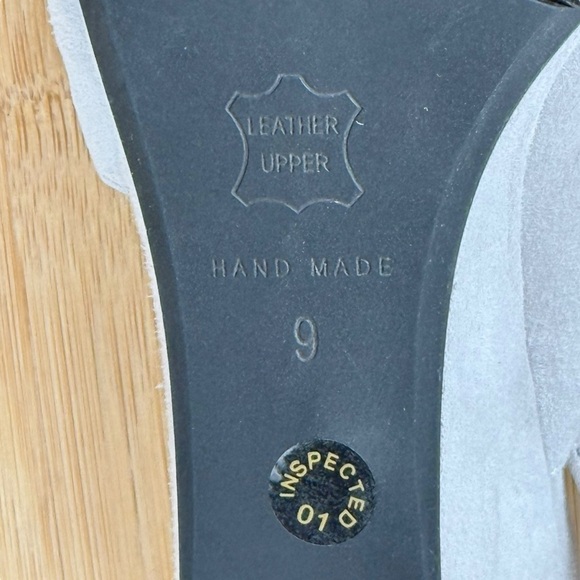 LEATHER
UPPER
HAND MADE
9
INSPECTED
01